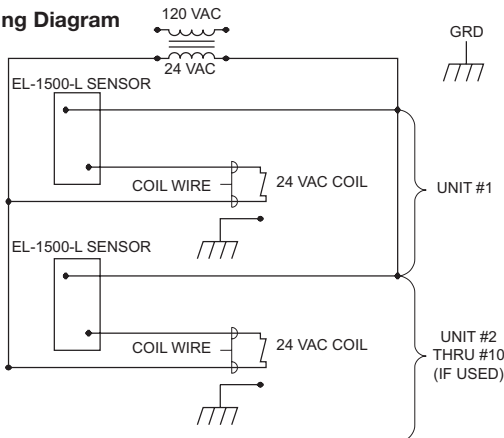 ng Diagram
120 VAC
24 VAC
GRD
EL-1500-L SENSOR
COIL WIRE
24 VAC COIL
UNIT #1
EL-1500-L SENSOR
COIL WIRE
24 VAC COIL
UNIT #2
THRU #10
(IF USED)